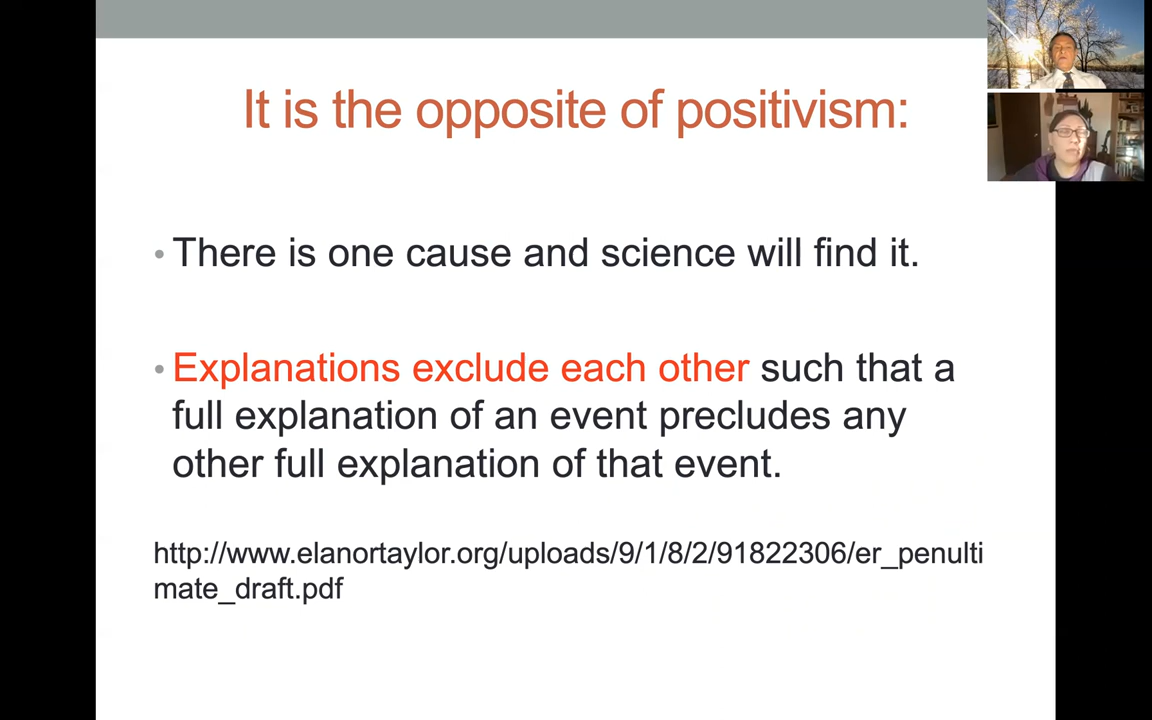 It is the opposite of positivism:
• There is one cause and science will find it.
• Explanations exclude each other such that a
full explanation of an event precludes any
other full explanation of that event.
http://www.elanortaylor.org/uploads/9/1/8/2/91822306/er_penulti
mate_draft.pdf